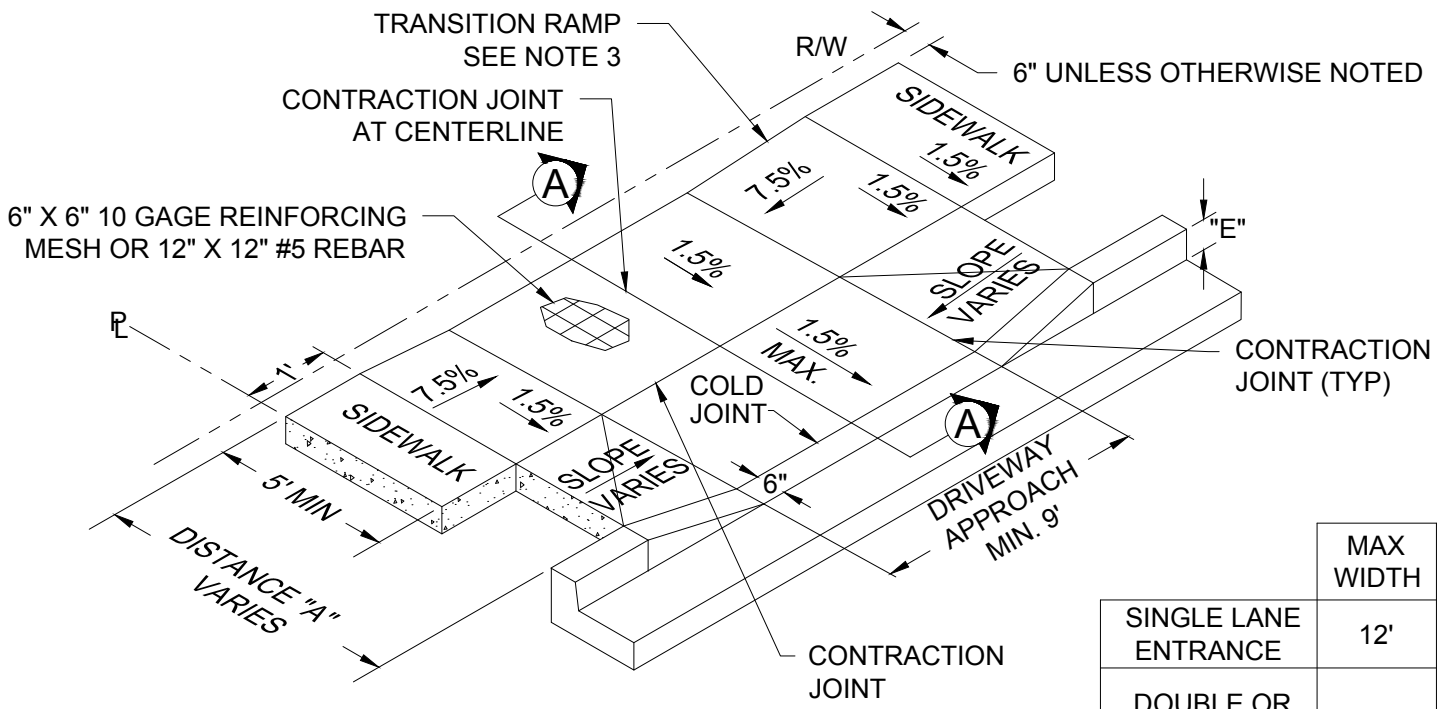 TRANSITION RAMP
SEE NOTE 3
R/W
6" UNLESS OTHERWISE NOTED
CONTRACTION JOINT
AT CENTERLINE
SIDEWALK
1.5%
A
7.5%
1.5%
6" X 6" 10 GAGE REINFORCING
MESH OR 12" X 12" #5 REBAR
"E"
1.5%
SLOPE
VARIES
PL
1.5%
MAX.
CONTRACTION
JOINT (TYP)
1'
7.5%
1.5%
COLD
JOINT
SIDEWALK
A
SLOPE
VARIES
6"
5' MIN
DRIVEWAY
APPROACH
MIN. 9'
DISTANCE "A"
VARIES
CONTRACTION
JOINT
MAX
WIDTH
SINGLE LANE
ENTRANCE
12'
DOUBLE OR